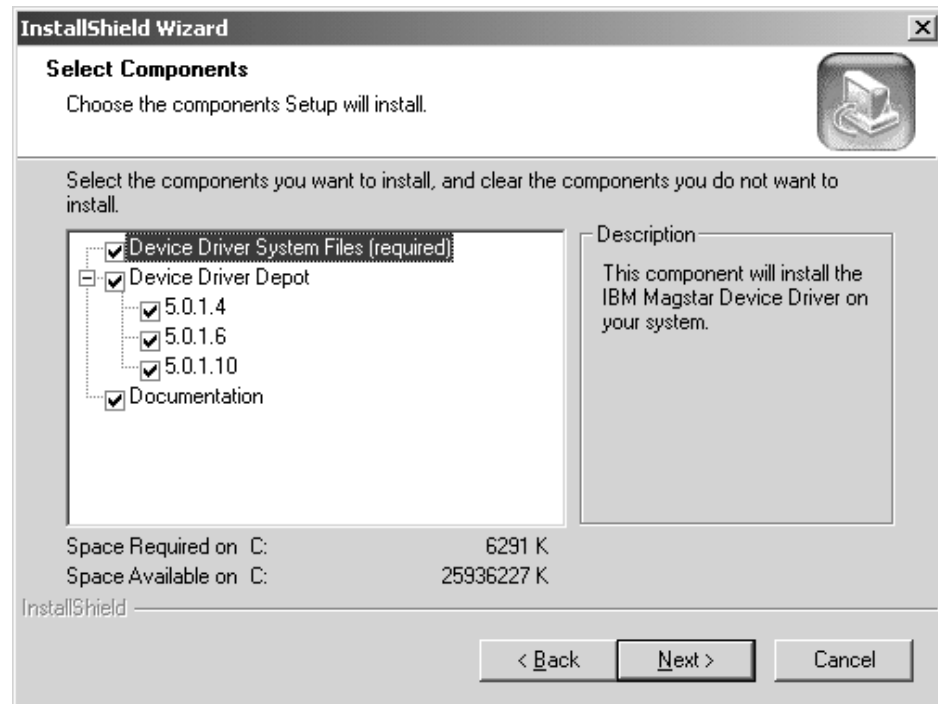 InstallShield Wizard
Select Components
Choose the components Setup will install.
Select the components you want to install, and clear the components you do not want to
install.
Device Driver System Files (required)
Device Driver Depot
5.0.1.4
5.0.1.6
5.0.1.10
Documentation
Description
This component will install the
IBM Magstar Device Driver on
your system.
Space Required on C: 6291 K
Space Available on C: 25936227 K
InstallShield
< Back Next > Cancel